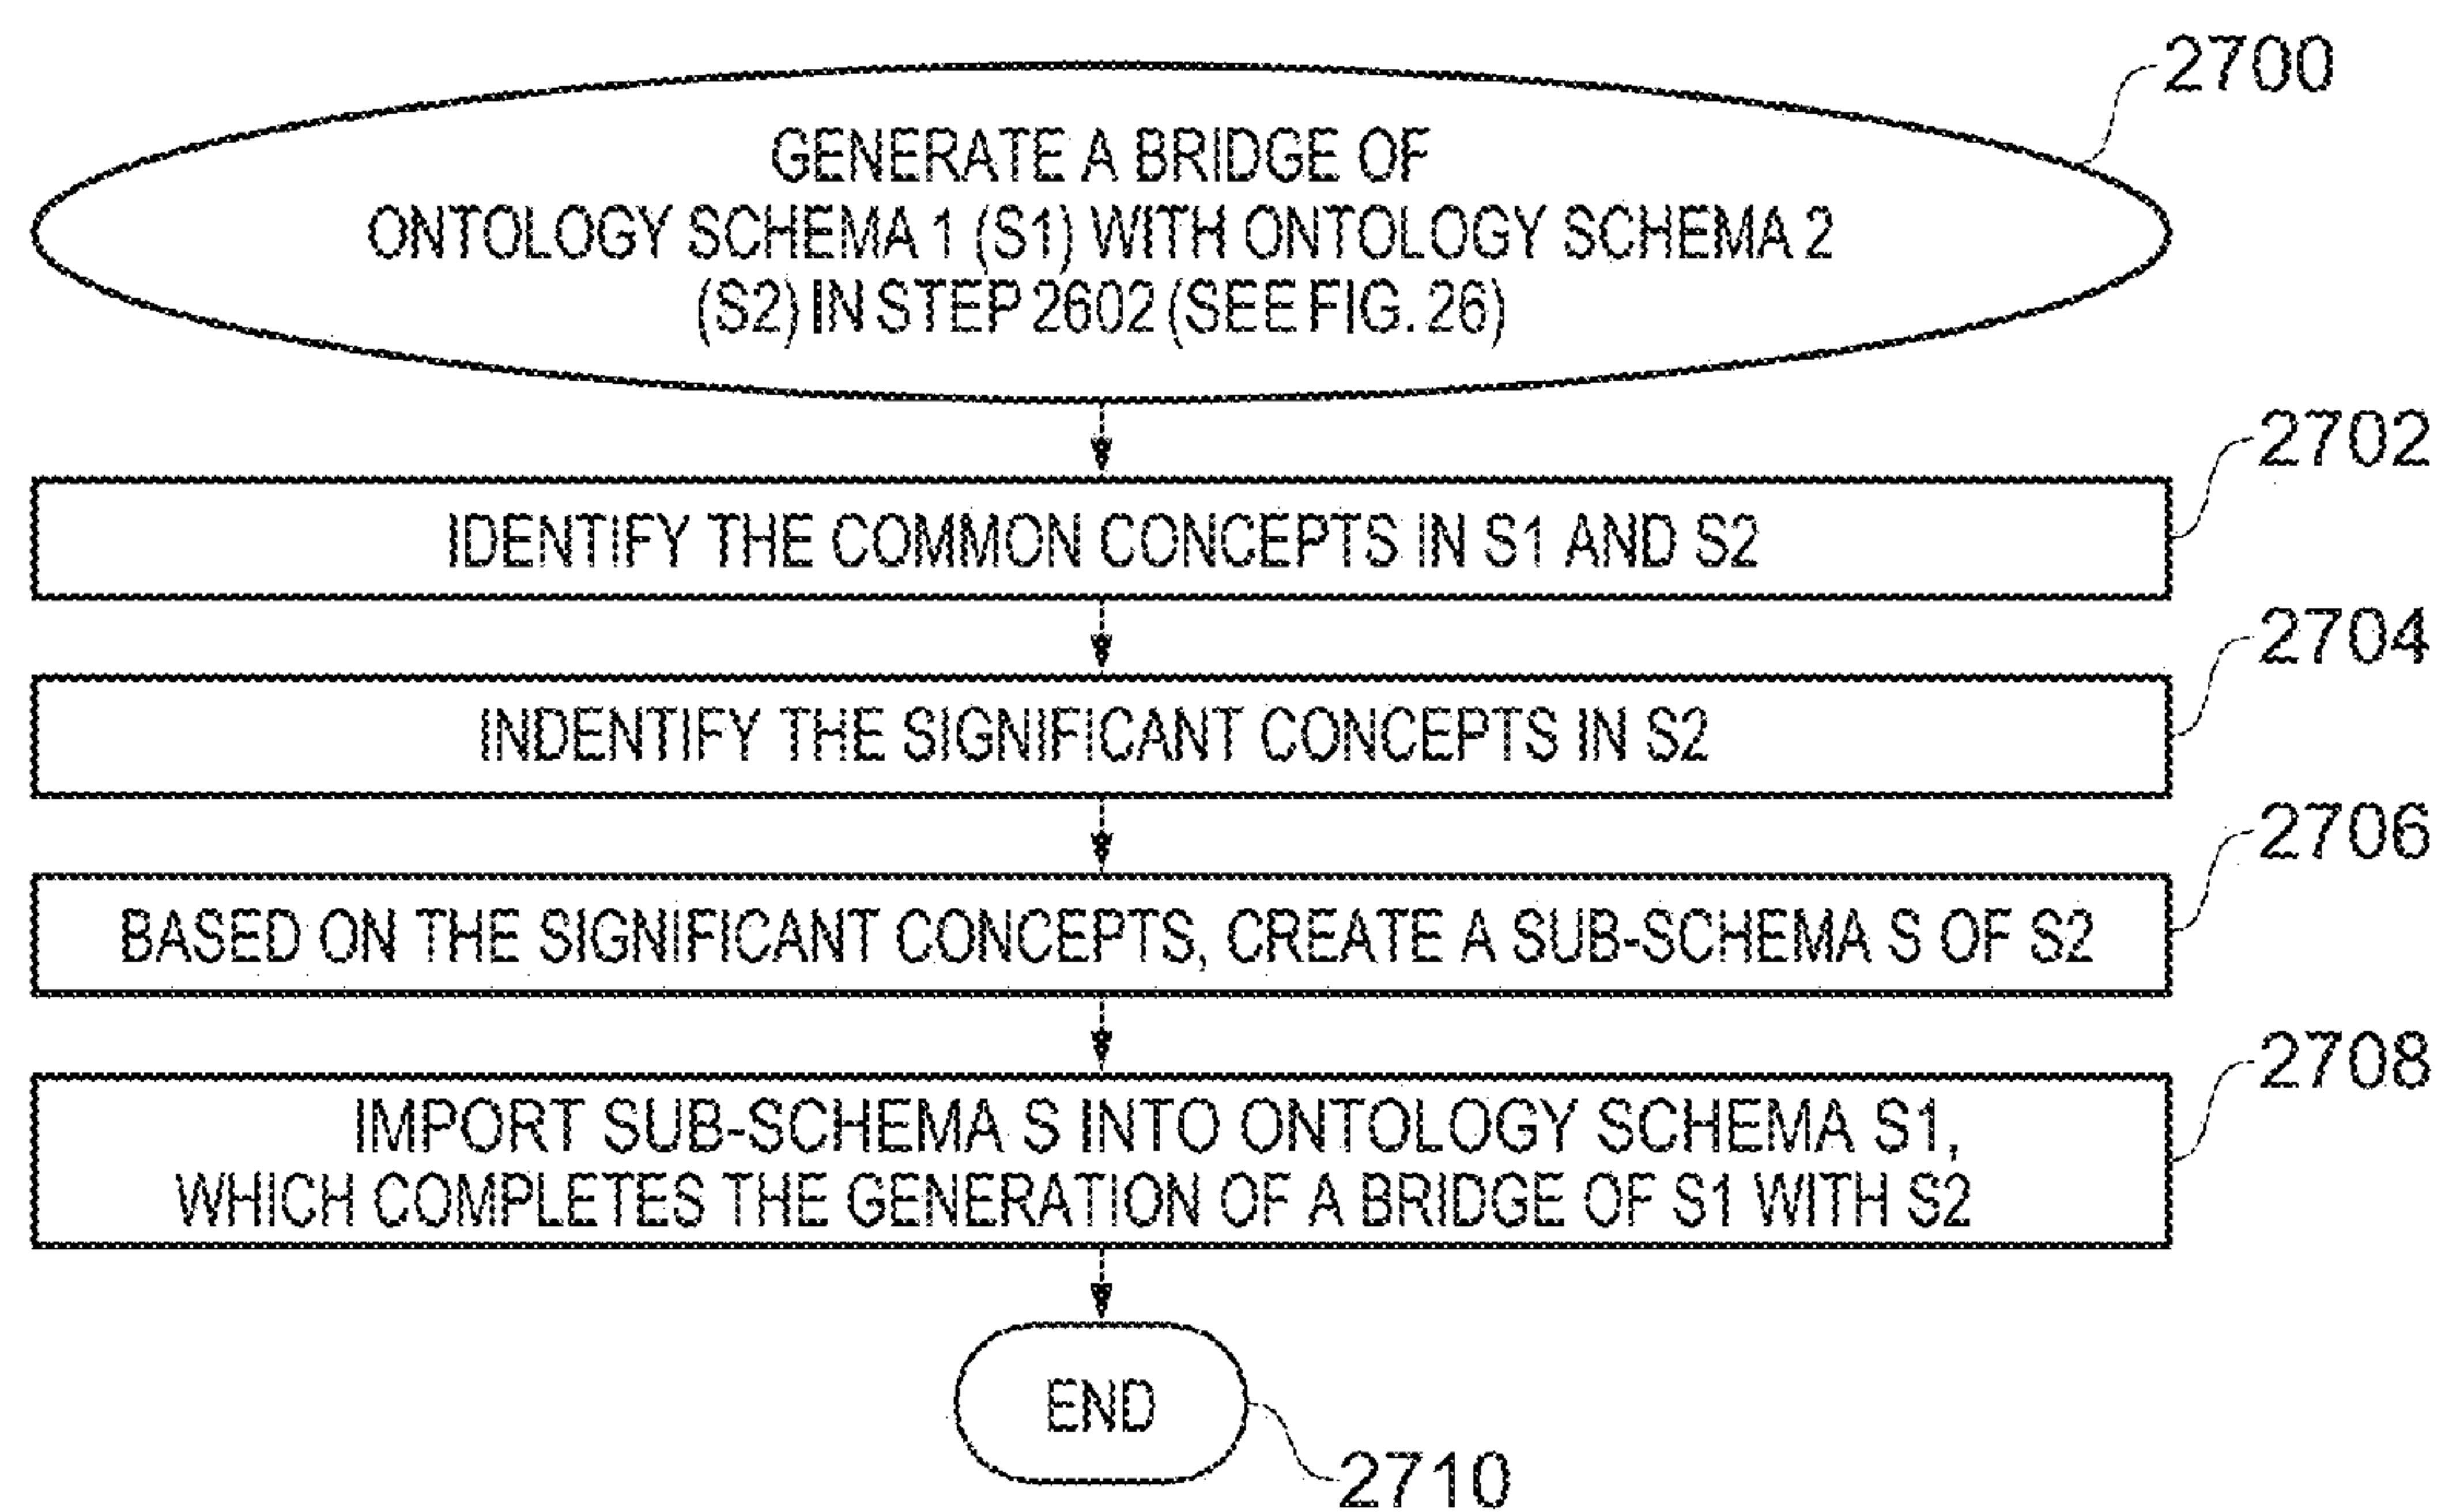 2700
GENERATE A BRIDGE OF
ONTOLOGY SCHEMA 1 (S1) WITH ONTOLOGY SCHEMA 2
(S2) IN STEP 2602 (SEE FIG. 26)
2702
IDENTIFY THE COMMON CONCEPTS IN S1 AND S2
2704
INDENTIFY THE SIGNIFICANT CONCEPTS IN S2
2706
BASED ON THE SIGNIFICANT CONCEPTS, CREATE A SUB-SCHEMA S OF S2
2708
IMPORT SUB-SCHEMA S INTO ONTOLOGY SCHEMA S1,
WHICH COMPLETES THE GENERATION OF A BRIDGE OF S1 WITH S2
END
2710